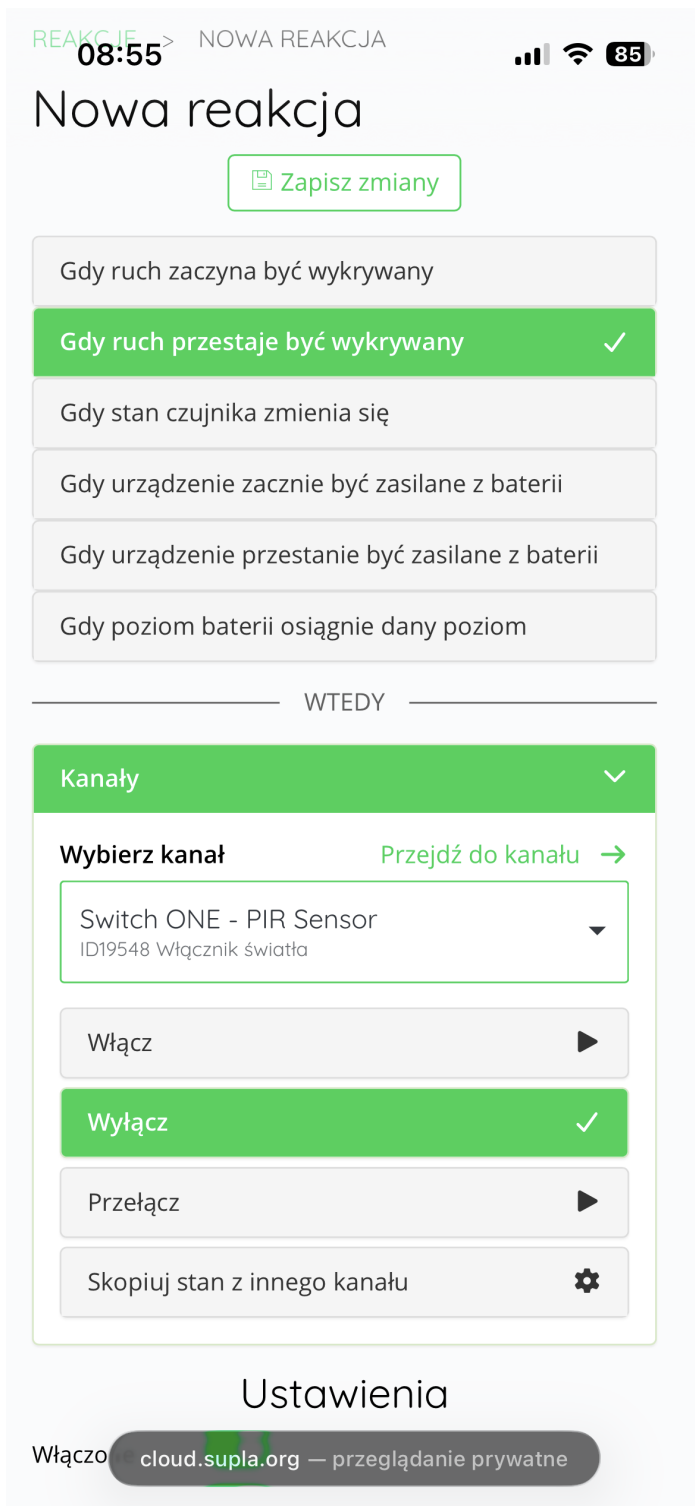 REAKCJE > NOWA REAKCJA
08:55
85
Nowa reakcja
Zapisz zmiany
Gdy ruch zaczyna być wykrywany
Gdy ruch przestaje być wykrywany
Gdy stan czujnika zmienia się
Gdy urządzenie zacznie być zasilane z baterii
Gdy urządzenie przestanie być zasilane z baterii
Gdy poziom baterii osiągnie dany poziom
WTEDY
Kanały
Wybierz kanał
Przejdź do kanału →
Switch ONE - PIR Sensor
ID19548 Włącznik światła
Włącz
Wyłącz
Przełącz
Skopiuj stan z innego kanału
Ustawienia
Włączone
cloud.supla.org — przeglądanie prywatne